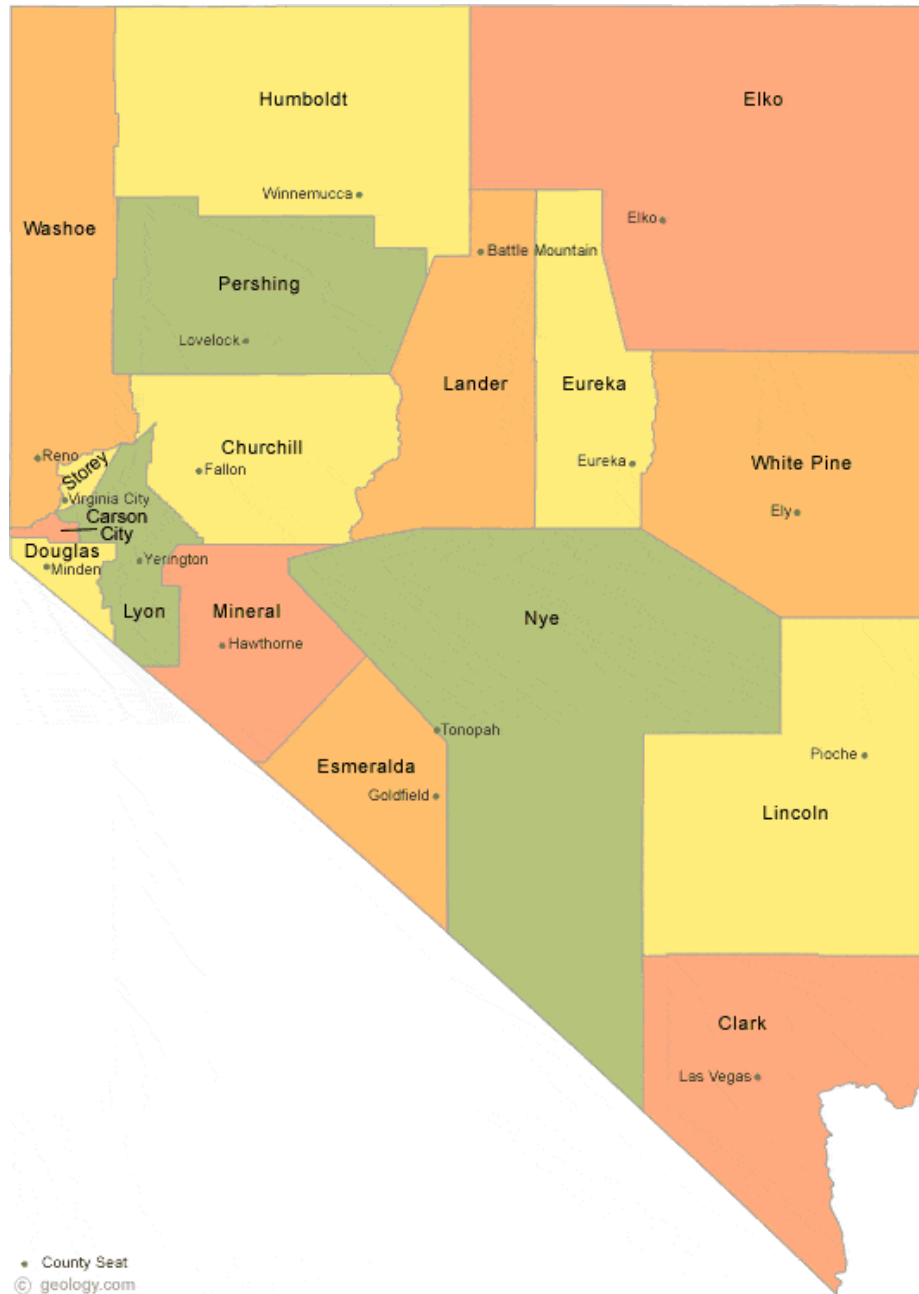 Humboldt
Elko
Winnemucca
Elko
Washoe
Battle Mountain
Pershing
Lovelock
Lander
Eureka
Churchill
Reno
Storey
Fallon
Eureka
White Pine
Virginia City
Ely
Carson
City
Douglas
Minden
Yerington
Lyon
Mineral
Nye
Hawthorne
Tonopah
Pioche
Esmeralda
Goldfield
Lincoln
Clark
Las Vegas
County Seat
© geology.com